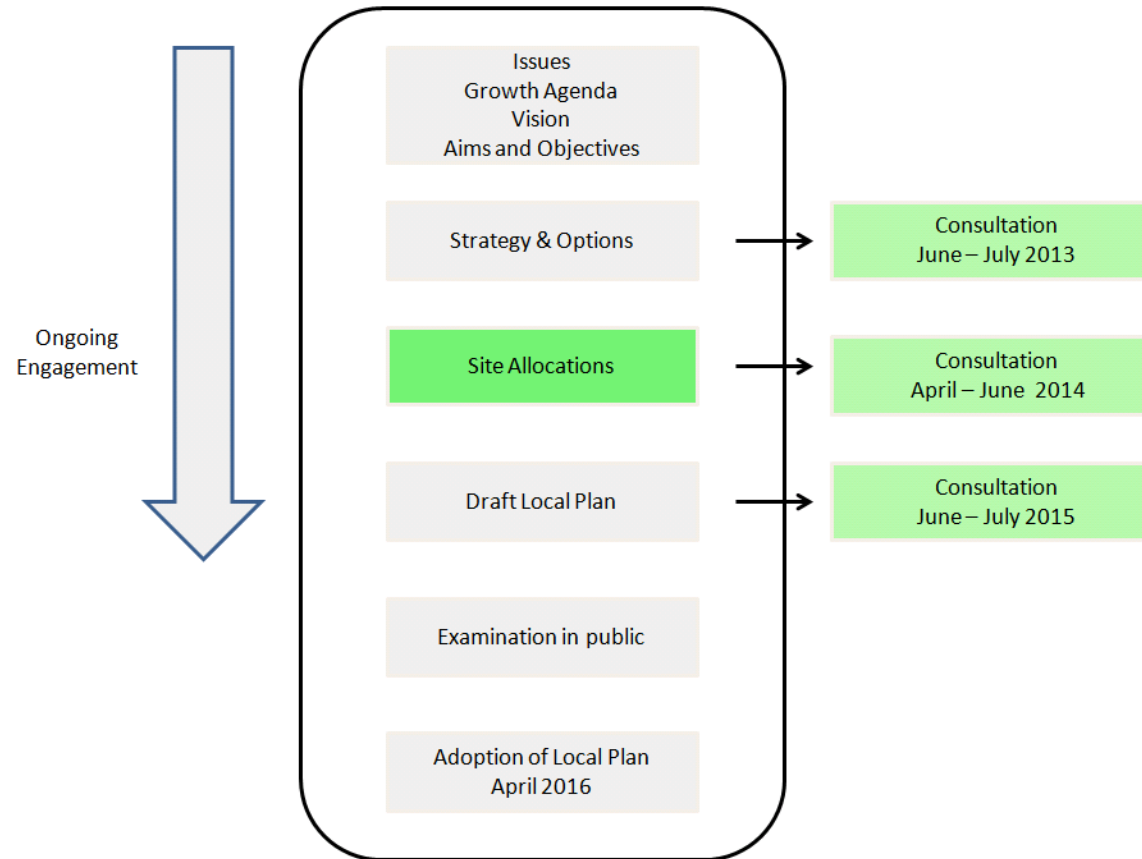 Issues
Growth Agenda
Vision
Aims and Objectives
Strategy & Options
Consultation
June – July 2013
Ongoing
Engagement
Site Allocations
Consultation
April – June 2014
Draft Local Plan
Consultation
June – July 2015
Examination in public
Adoption of Local Plan
April 2016